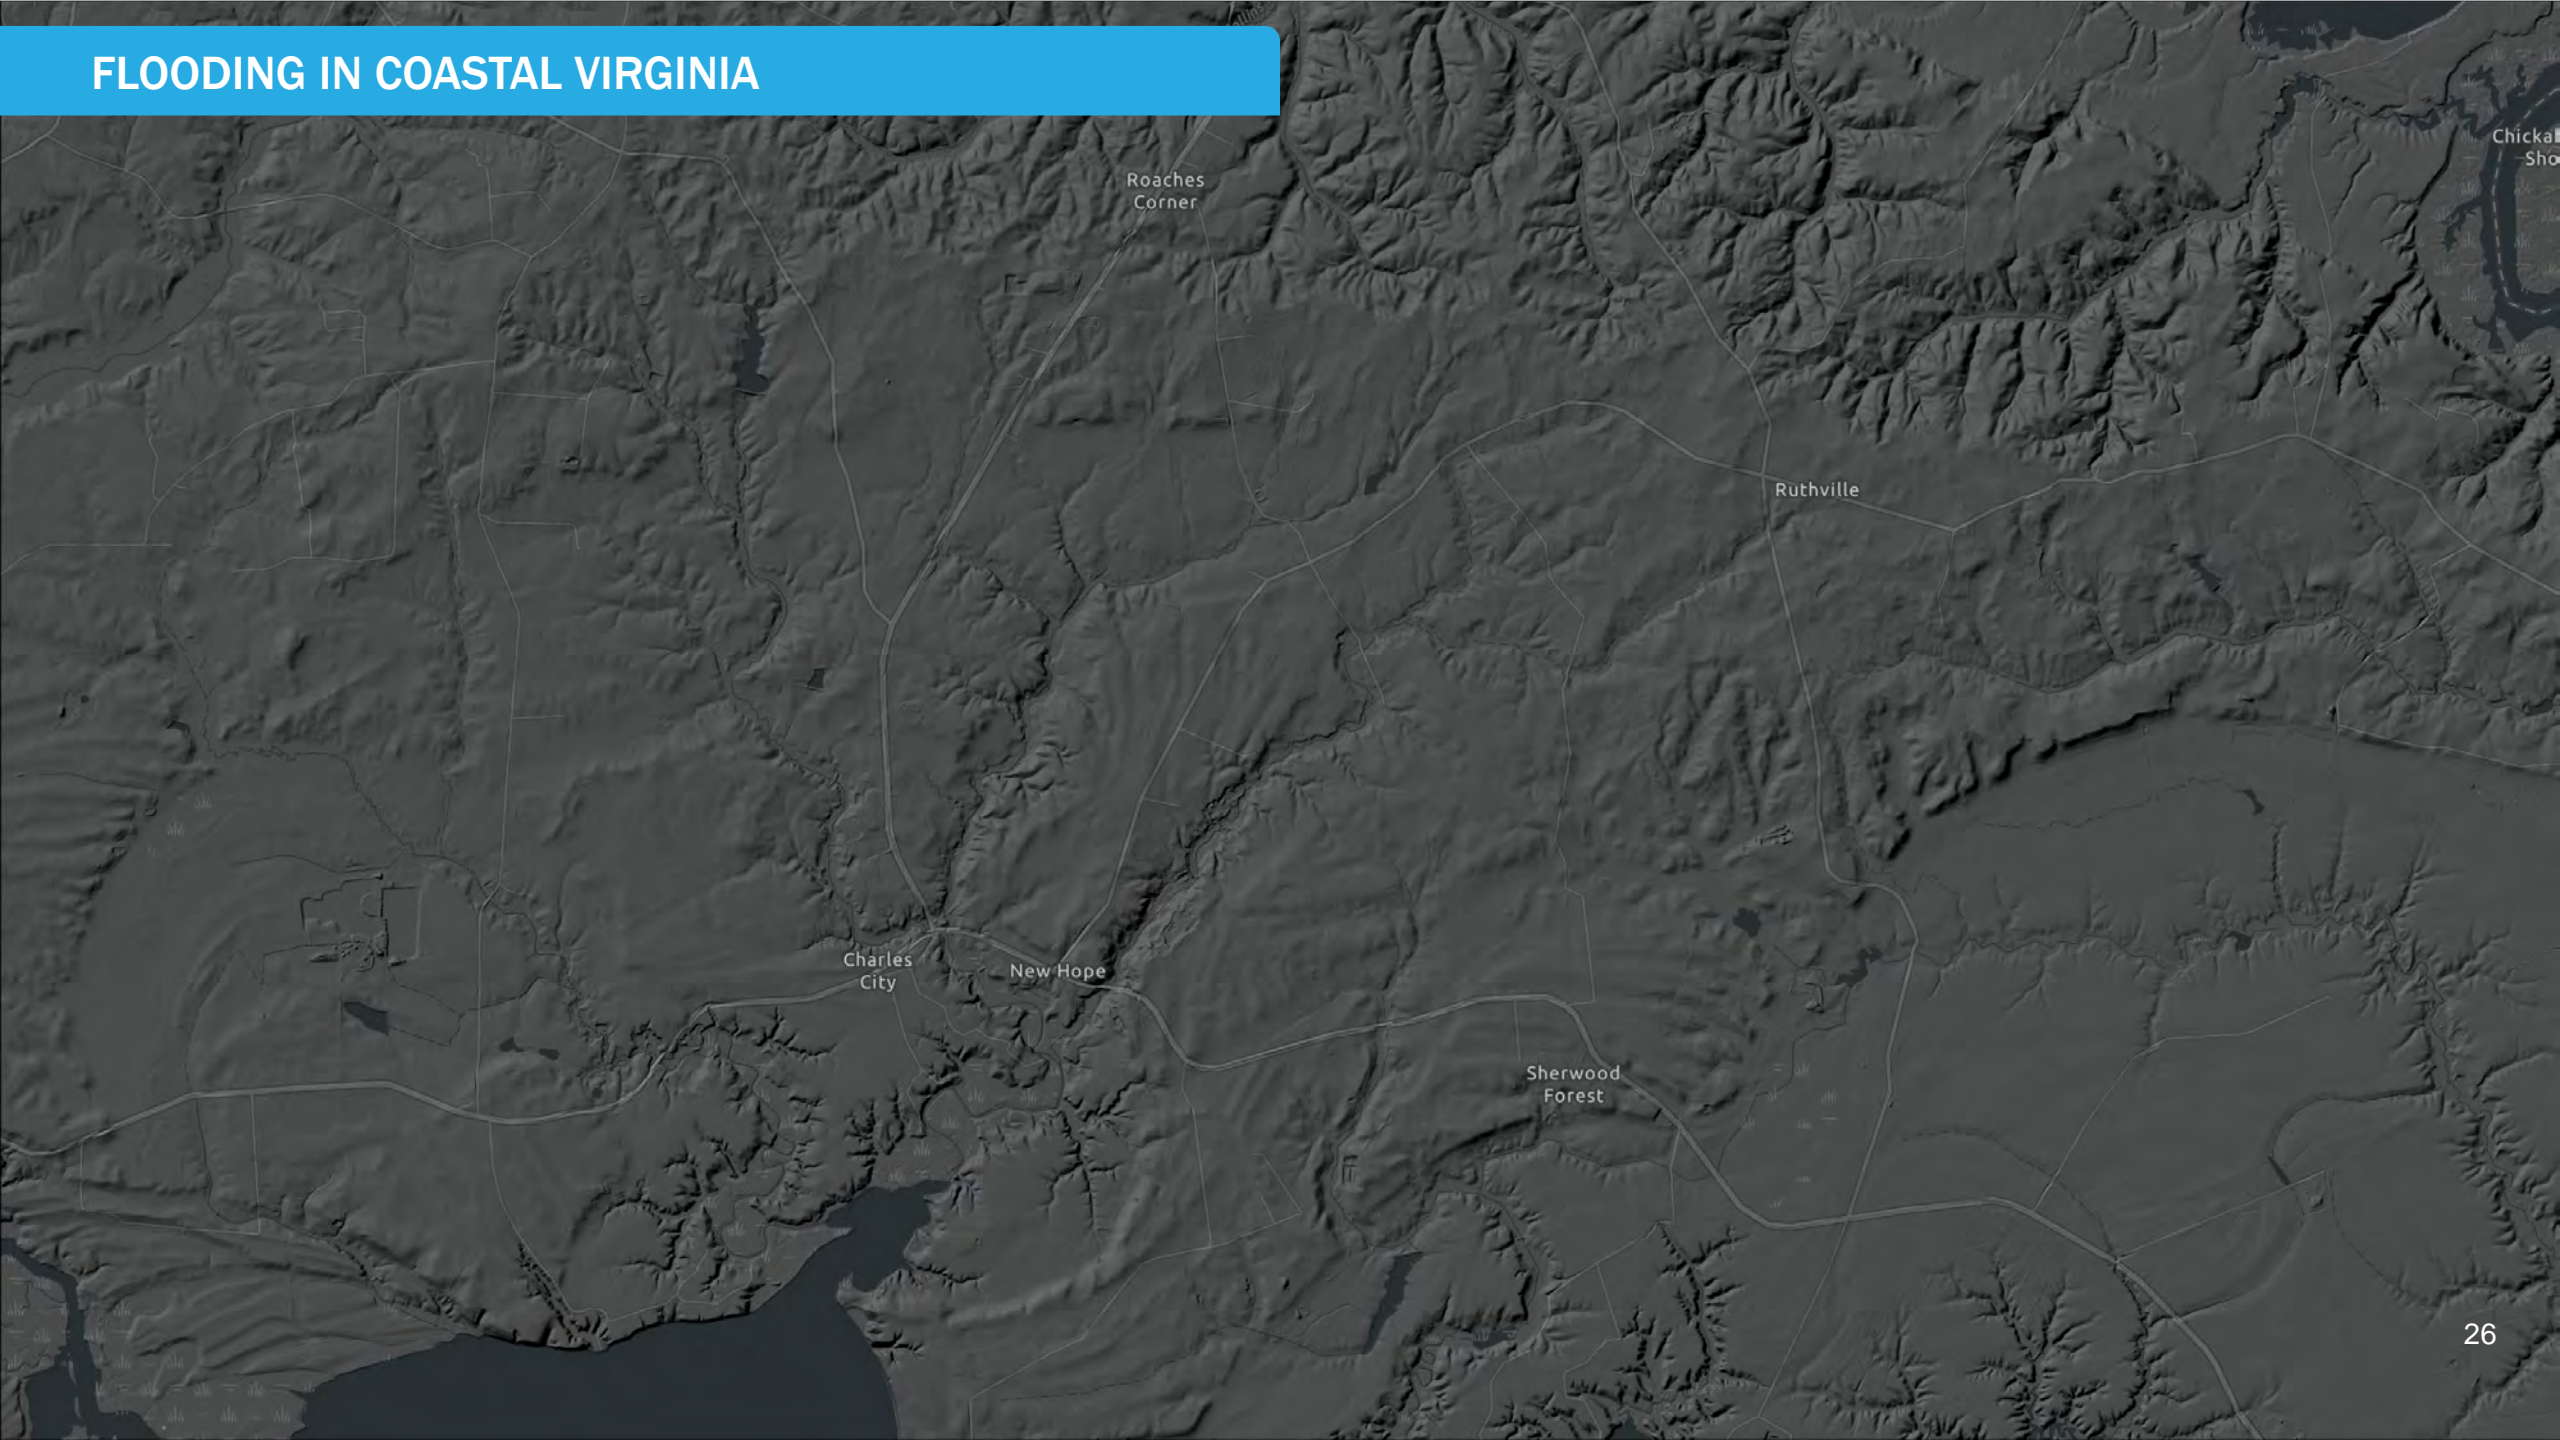 FLOODING IN COASTAL VIRGINIA
Roaches
Corner
Ruthville
Charles
City
New Hope
Sherwood
Forest
26